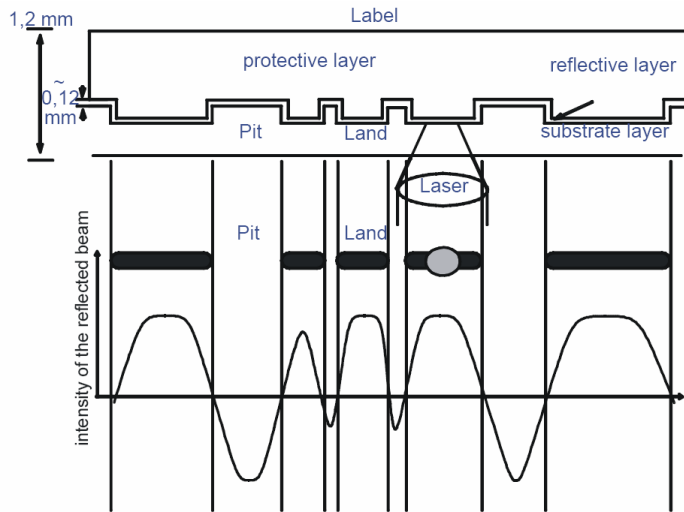 1,2 mm
Label
protective layer
reflective layer
~
0,12
mm
Pit
Land
substrate layer
Laser
Pit
Land
intensity of the reflected beam